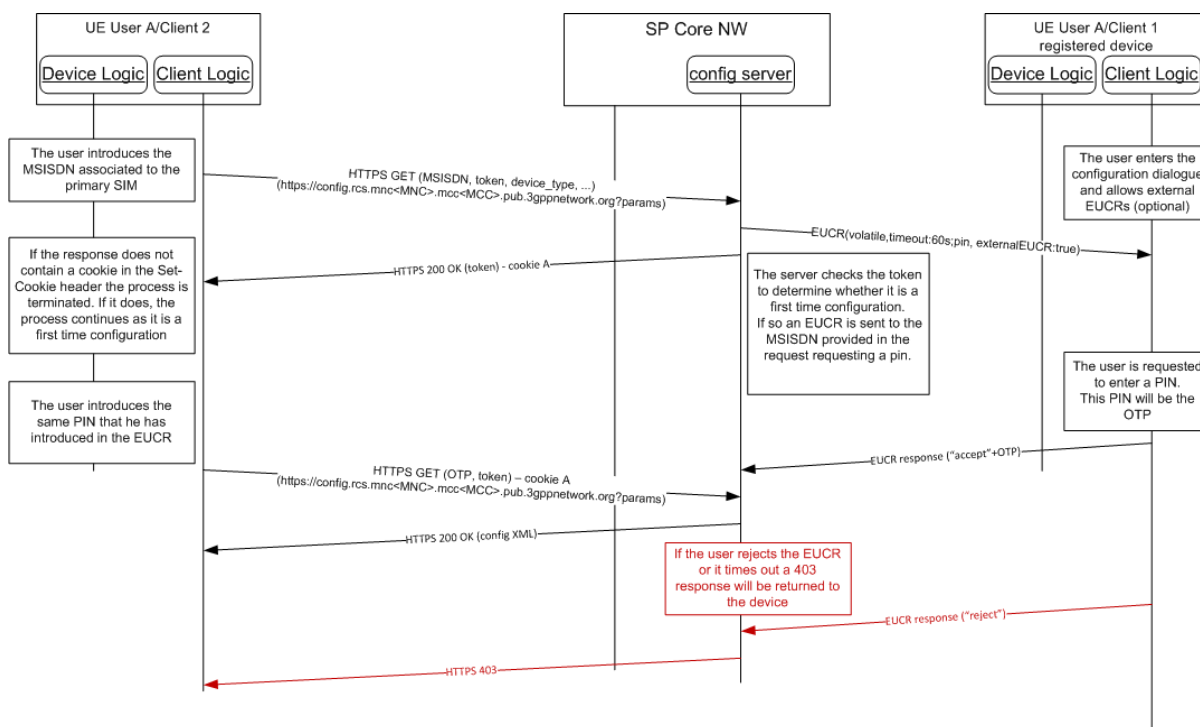 UE User A/Client 2
Device Logic
Client Logic
SP Core NW
config server
UE User A/Client 1
registered device
Device Logic
Client Logic
The user introduces the
MSISDN associated to the
primary SIM
HTTPS GET (MSISDN, token, device_type, ...)
(https://config.rcs.mnc<MNC>.mcc<MCC>.pub.3gppnetwork.org?params)
The user enters the
configuration dialogue
and allows external
EUCRs (optional)
EUCR(volatile,timeout:60s;pin, externalEUCR:true)
If the response does not
contain a cookie in the Set-
Cookie header the process is
terminated. If it does, the
process continues as it is a
first time configuration
HTTPS 200 OK (token) - cookie A
The server checks the token
to determine whether it is a
first time configuration.
If so an EUCR is sent to the
MSISDN provided in the
request requesting a pin.
The user is requested
to enter a PIN.
This PIN will be the
OTP
The user introduces the
same PIN that he has
introduced in the EUCR
EUCR response ("accept"+OTP)
HTTPS GET (OTP, token) – cookie A
(https://config.rcs.mnc<MNC>.mcc<MCC>.pub.3gppnetwork.org?params)
HTTPS 200 OK (config XML)
If the user rejects the EUCR
or it times out a 403
response will be returned to
the device
EUCR response ("reject")
HTTPS 403